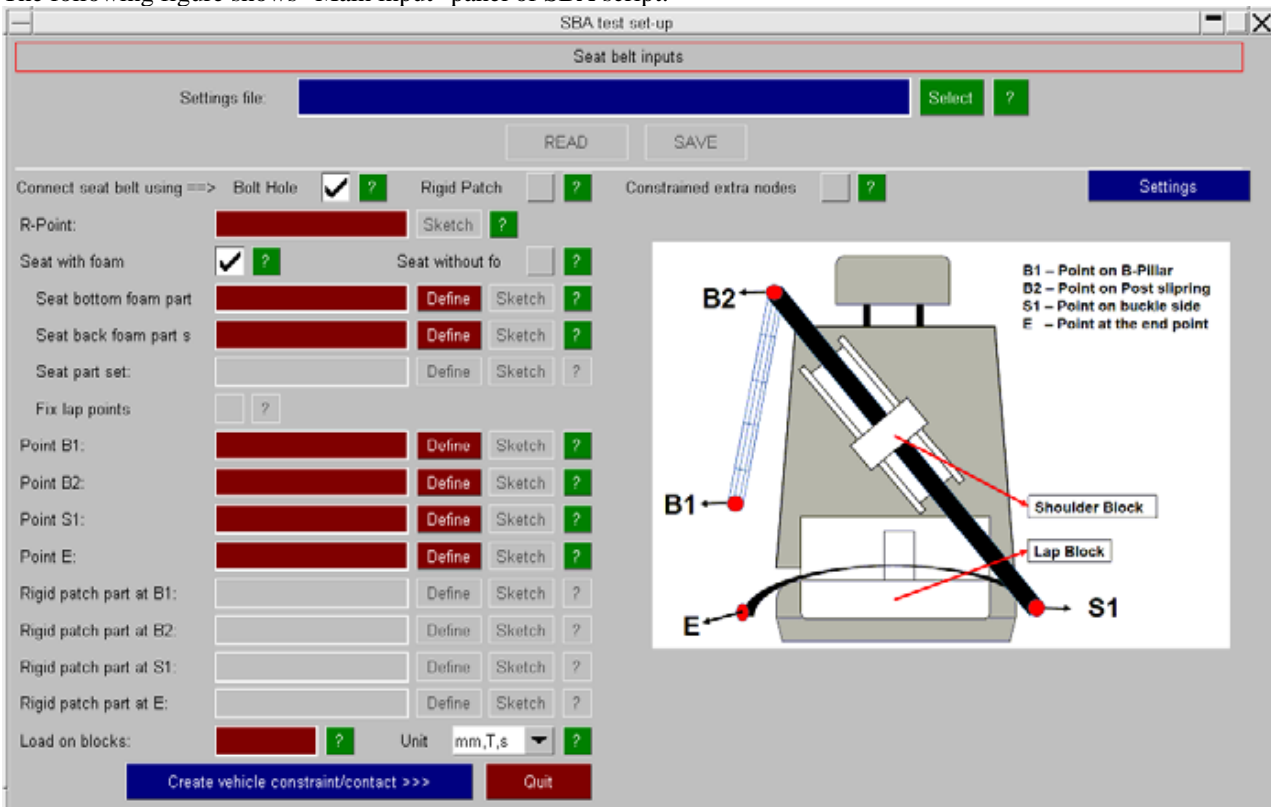 The following figure shows "Main input" panel of SBA script.
SBA test set-up
Seat belt inputs
Settings file: Select ?
READ SAVE
Connect seat belt using ==> Bolt Hole ? Rigid Patch ? Constrained extra nodes ? Settings
R-Point: Sketch ?
Seat with foam ? Seat without fo ?
Seat bottom foam part Define Sketch ?
Seat back foam part s Define Sketch ?
Seat part set: Define Sketch ?
Fix lap points ?
Point B1: Define Sketch ?
Point B2: Define Sketch ?
Point S1: Define Sketch ?
Point E: Define Sketch ?
Rigid patch part at B1: Define Sketch ?
Rigid patch part at B2: Define Sketch ?
Rigid patch part at S1: Define Sketch ?
Rigid patch part at E: Define Sketch ?
Load on blocks: ? Unit mm,T,s ?
Create vehicle constraint/contact >>> Quit
B1 – Point on B-Pillar
B2 – Point on Post slipring
S1 – Point on buckle side
E – Point at the end point
B2
B1
Shoulder Block
Lap Block
E
S1